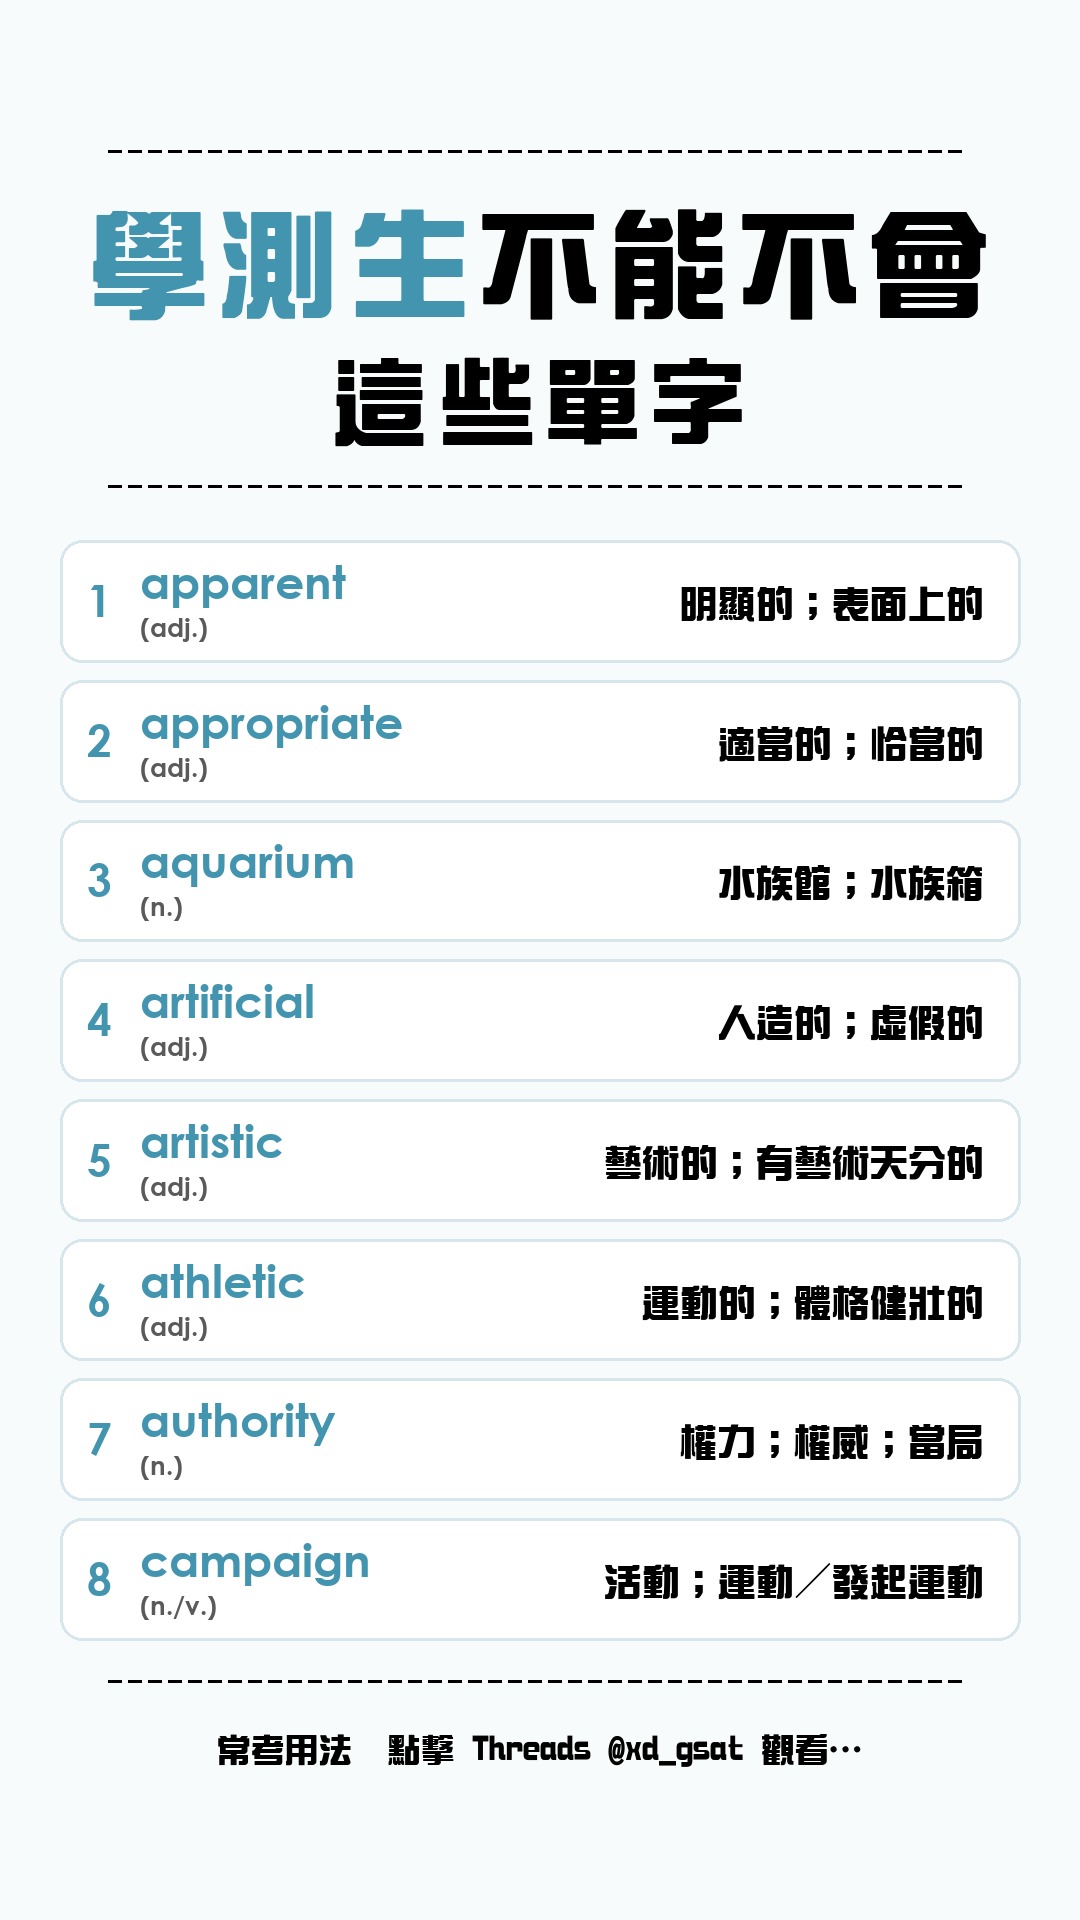 學測生不能不會
這些單字
1 apparent (adj.) 明顯的；表面上的
2 appropriate (adj.) 適當的；恰當的
3 aquarium (n.) 水族館；水族箱
4 artificial (adj.) 人造的；虛假的
5 artistic (adj.) 藝術的；有藝術天分的
6 athletic (adj.) 運動的；體格健壯的
7 authority (n.) 權力；權威；當局
8 campaign (n./v.) 活動；運動／發起運動
常考用法 點擊 Threads @xd_gsat 觀看…